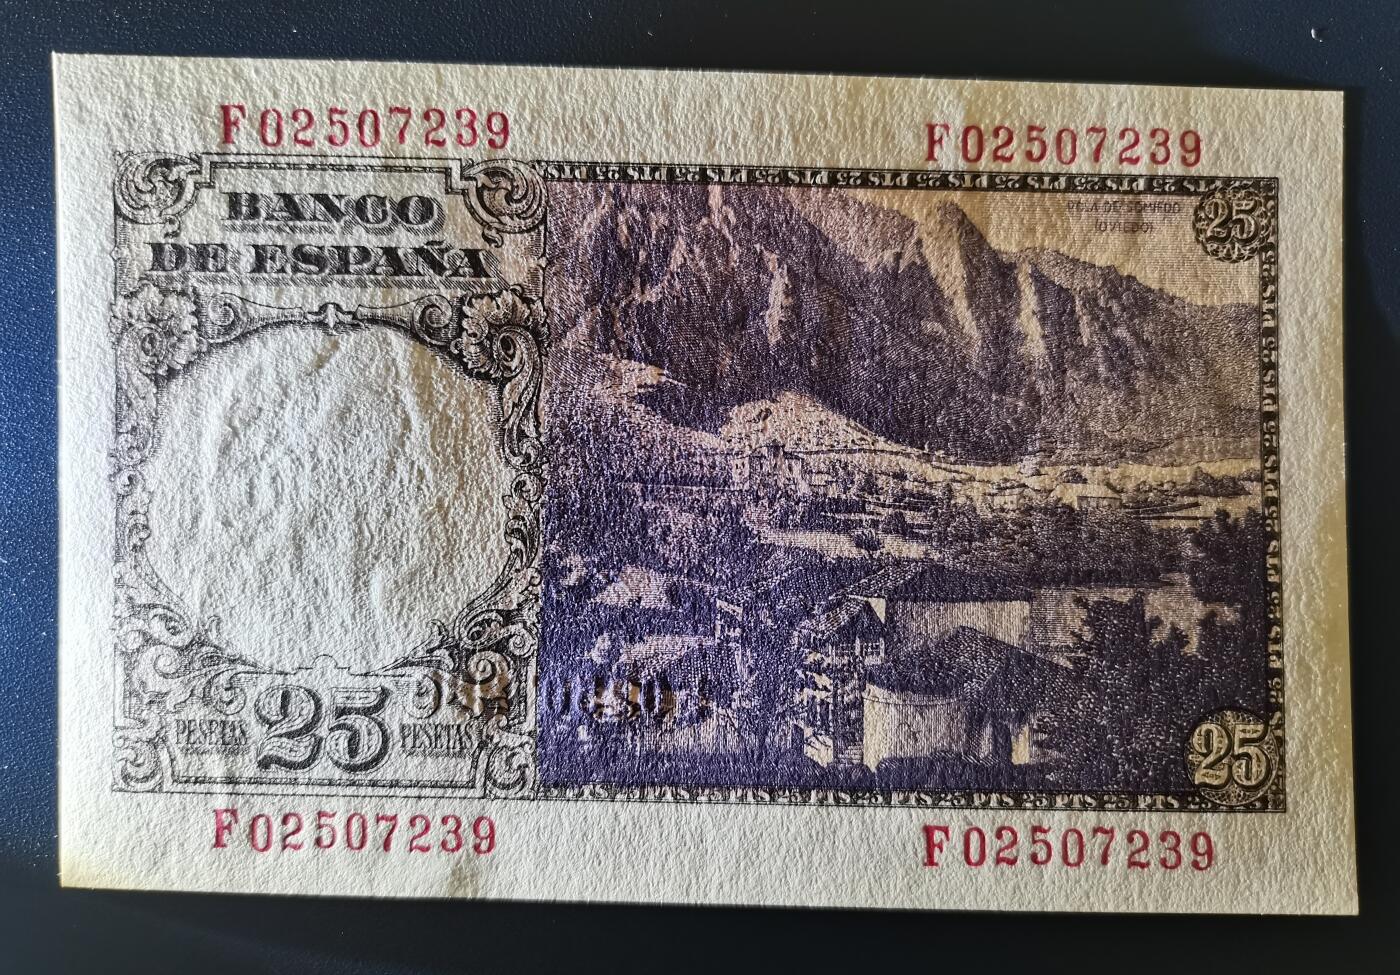 F02507239
F02507239
BANCO
DE ESPAÑA
POLA DE SOMIEDO
(OVIEDO)
25
PESETAS 25 PESETAS
25
F02507239
F02507239